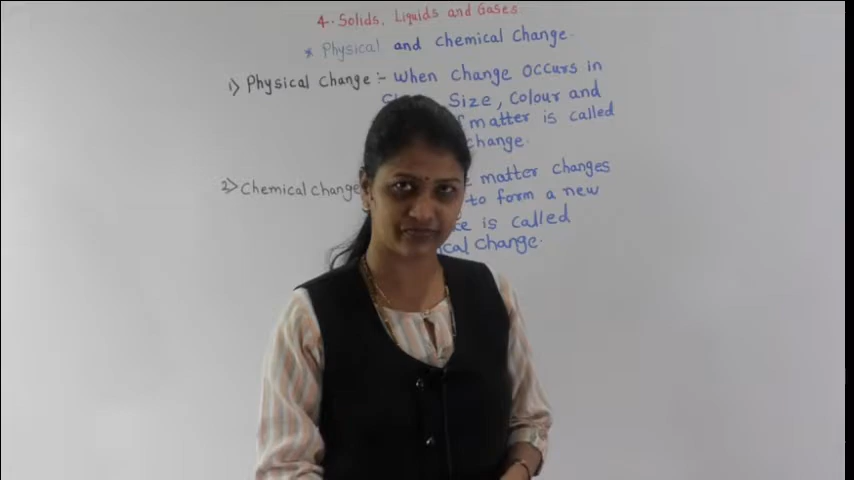 4. Solids, Liquids and Gases.
* Physical and Chemical Change.
1) Physical Change :- When change occurs in
Size, Colour and
matter is called
change.
2) Chemical change
matter changes
to form a new
is called
Change.